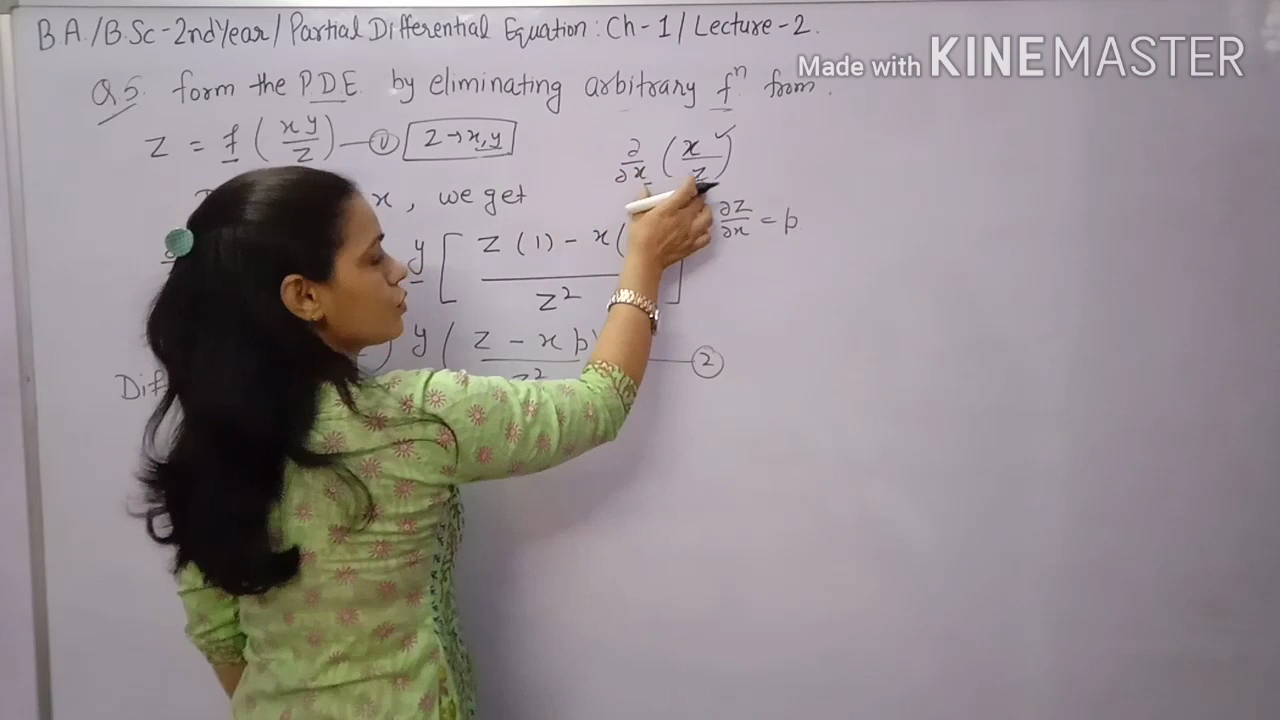 B.A./B.Sc-2nd Year/Partial Differential Equation: Ch-1/Lecture-2.
Made with KINEMASTER
Q5. form the PDE by eliminating arbitrary fⁿ from.
Z = f (xy/Z) — ① Z → x, y
∂/∂x (x/Z) ✓
x, we get
∂Z/∂x = p
y [ Z(1) - x( / Z² ]
y ( Z - xp / Z² — ②
Dif